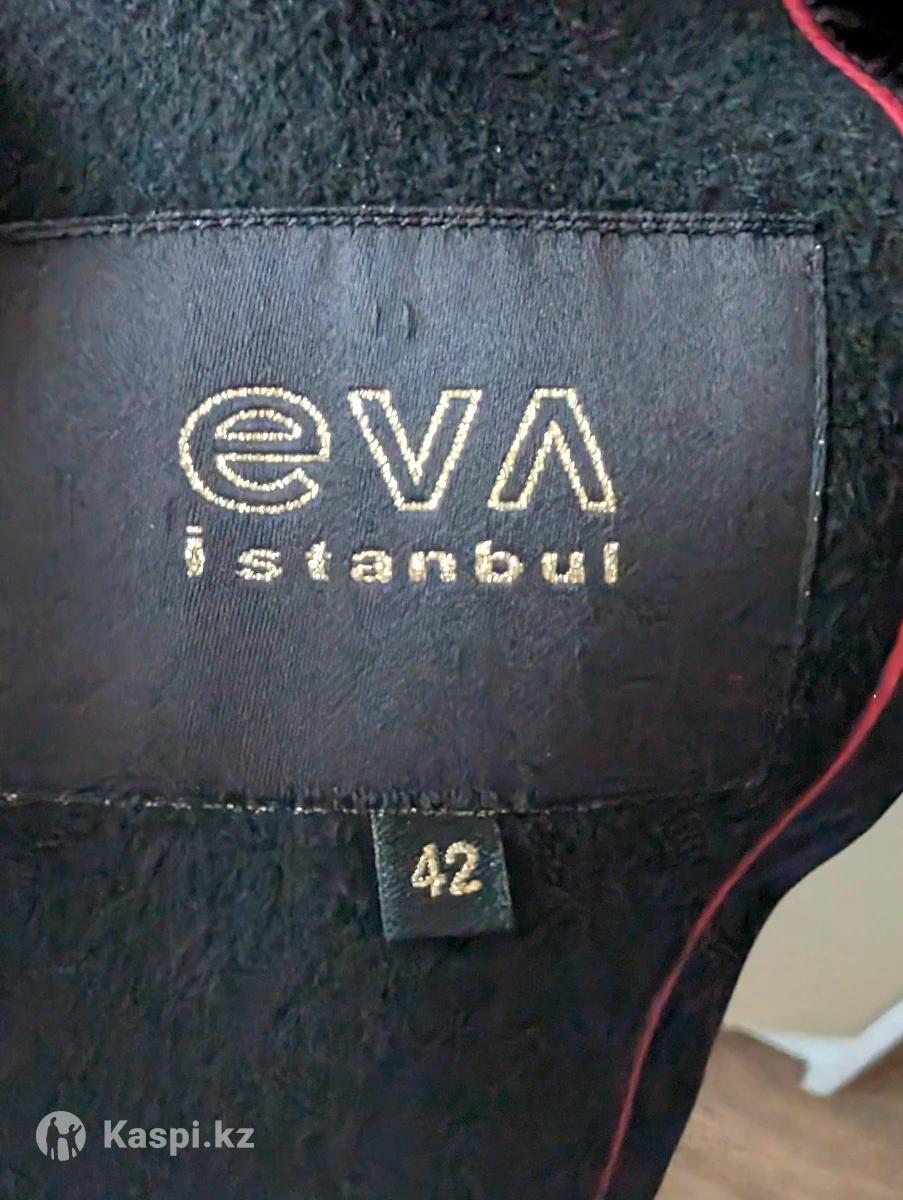 eva
istanbul
42
Kaspi.kz